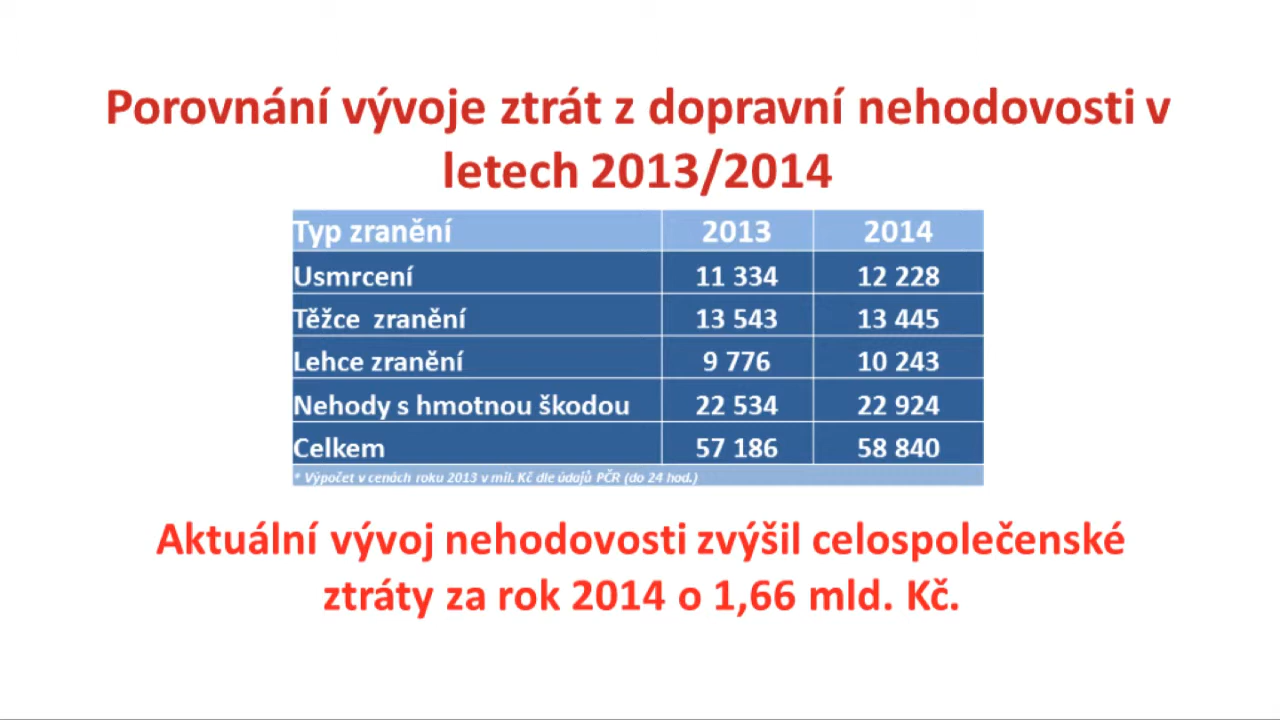 Porovnání vývoje ztrát z dopravní nehodovosti v
letech 2013/2014
Typ zranění 2013 2014
Usmrcení 11 334 12 228
Těžce zranění 13 543 13 445
Lehce zranění 9 776 10 243
Nehody s hmotnou škodou 22 534 22 924
Celkem 57 186 58 840
* Výpočet v cenách roku 2013 v mil. Kč dle údajů PČR (do 24 hod.)
Aktuální vývoj nehodovosti zvýšil celospolečenské
ztráty za rok 2014 o 1,66 mld. Kč.